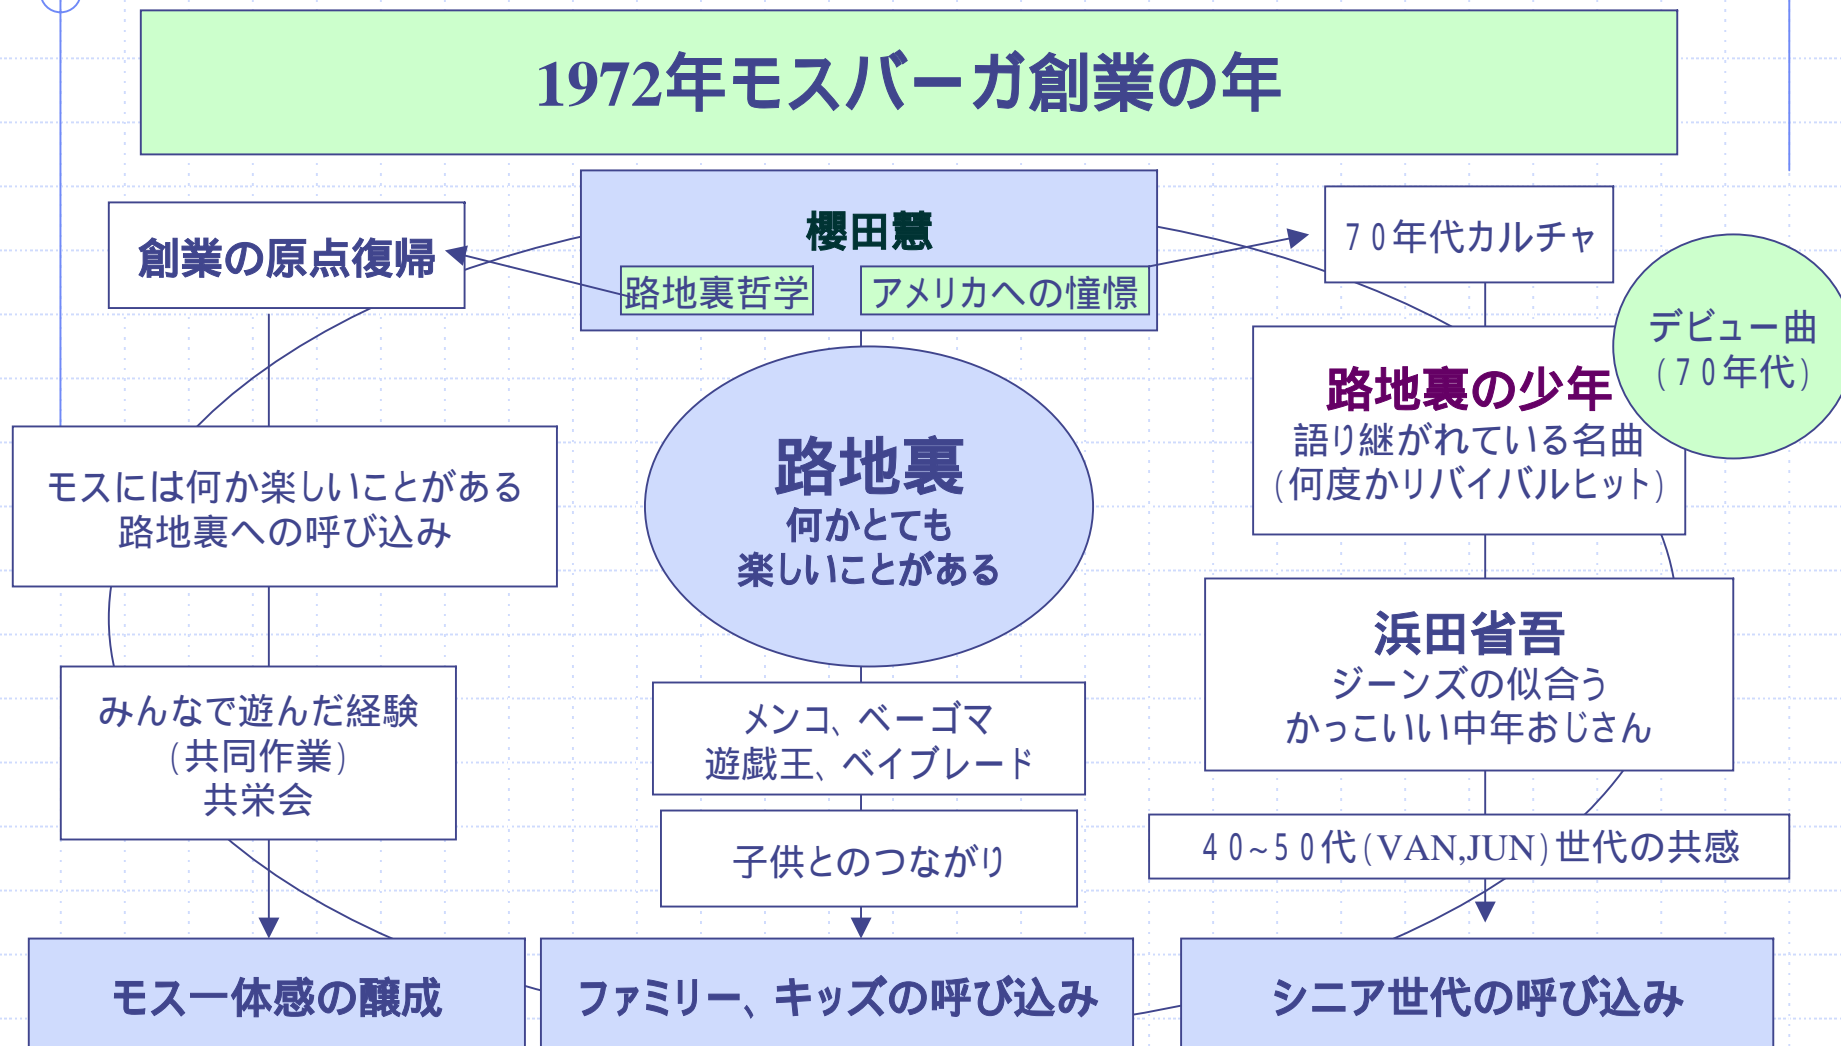 1972年モスバーガ創業の年
櫻田慧
路地裏哲学
アメリカへの憧憬
創業の原点復帰
モスには何か楽しいことがある
路地裏への呼び込み
みんなで遊んだ経験
(共同作業)
共栄会
モス一体感の醸成
路地裏
何かとても
楽しいことがある
メンコ、ベーゴマ
遊戯王、ベイブレード
子供とのつながり
ファミリー、キッズの呼び込み
70年代カルチャ
デビュー曲
(70年代)
路地裏の少年
語り継がれている名曲
(何度かリバイバルヒット)
浜田省吾
ジーンズの似合う
かっこいい中年おじさん
40~50代(VAN,JUN)世代の共感
シニア世代の呼び込み